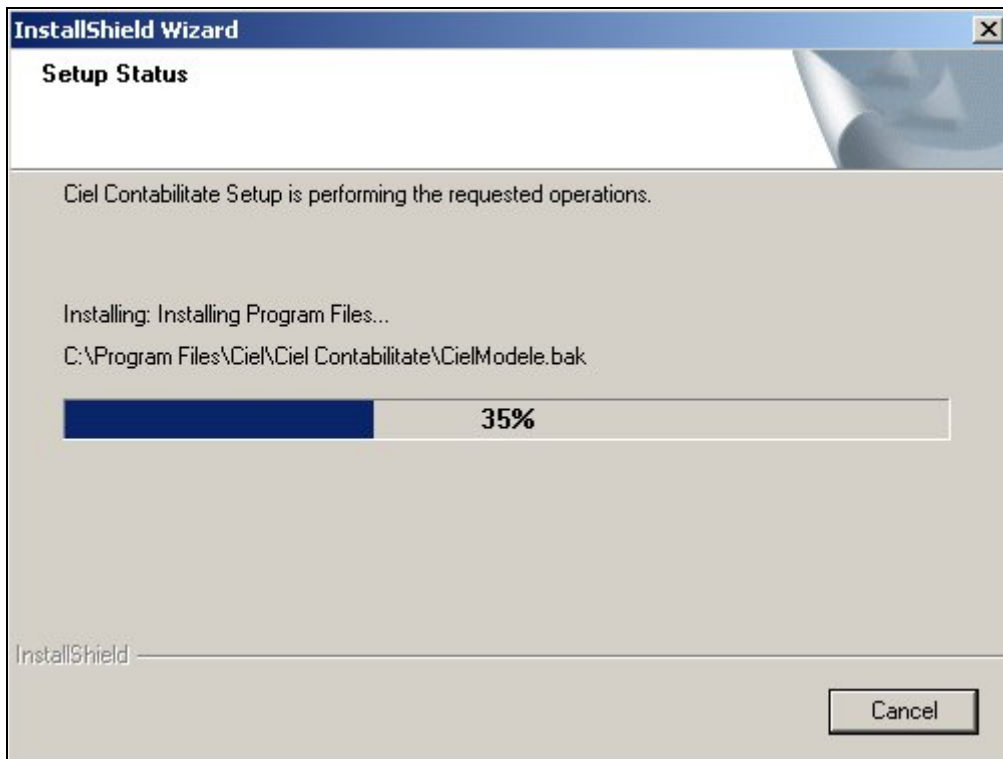 InstallShield Wizard
Setup Status
Ciel Contabilitate Setup is performing the requested operations.
Installing: Installing Program Files...
C:\Program Files\Ciel\Ciel Contabilitate\CielModele.bak
35%
InstallShield
Cancel